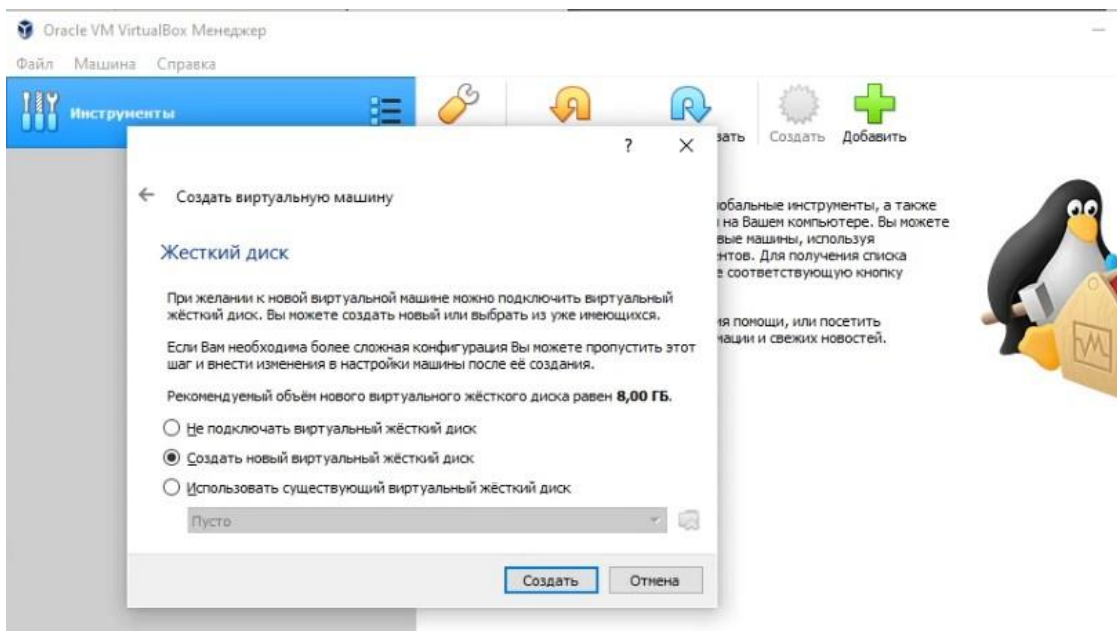 Oracle VM VirtualBox Менеджер
Файл Машина Справка
Инструменты
вать Создать Добавить
?
Создать виртуальную машину
Жесткий диск
При желании к новой виртуальной машине можно подключить виртуальный
жёсткий диск. Вы можете создать новый или выбрать из уже имеющихся.
Если Вам необходима более сложная конфигурация Вы можете пропустить этот
шаг и внести изменения в настройки машины после её создания.
Рекомендуемый объём нового виртуального жёсткого диска равен 8,00 ГБ.
Не подключать виртуальный жёсткий диск
Создать новый виртуальный жёсткий диск
Использовать существующий виртуальный жёсткий диск
Пусто
Создать Отмена
обальные инструменты, а также
на Вашем компьютере. Вы можете
вые машины, используя
нтов. Для получения списка
е соответствующую кнопку
ия помощи, или посетить
мации и свежих новостей.